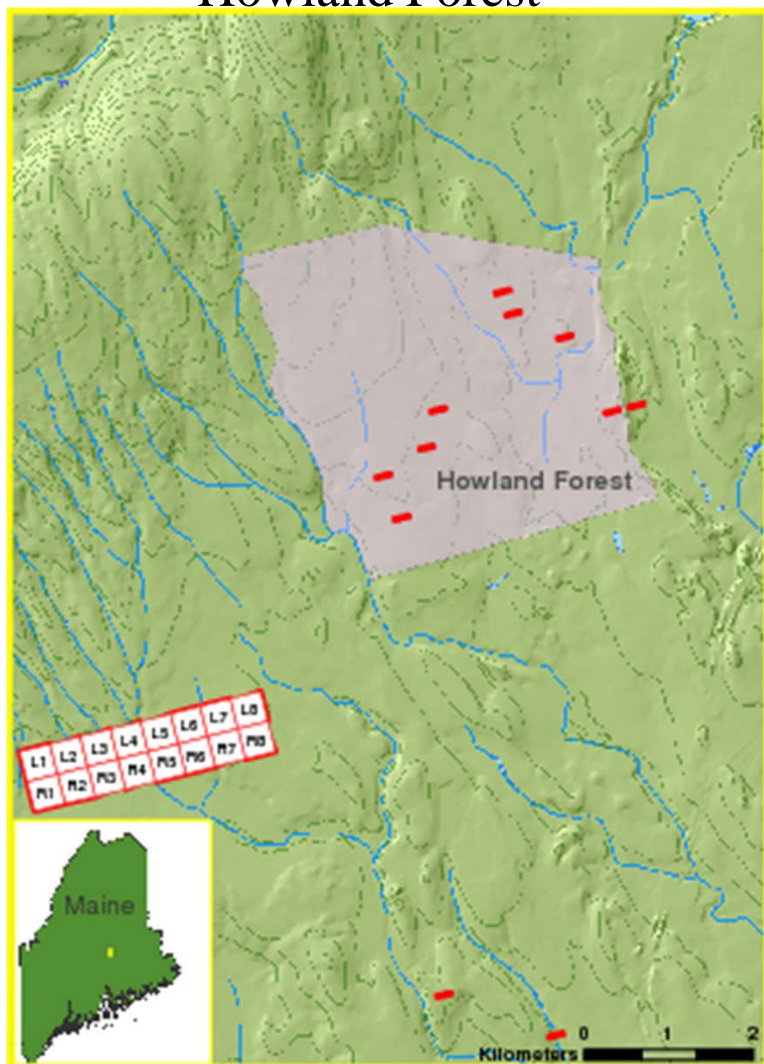 Howland Forest
Howland Forest
L1 L2 L3 L4 L5 L6 L7 L8
R1 R2 R3 R4 R5 R6 R7 R8
Maine
0 1 2
Kilometers